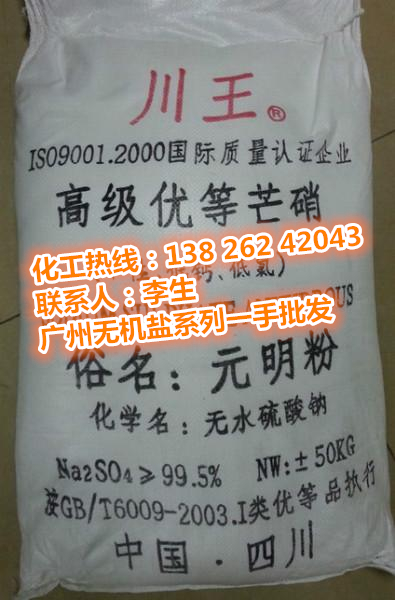 川王®
ISO9001.2000国际质量认证企业
高级优等芒硝
化工热线：138 262 42043
钙、低氯）
联系人：李生
广州无机盐系列一手批发
俗名：元明粉
化学名：无水硫酸钠
Na2SO4≥99.5% NW:±50KG
按GB/T6009-2003.I类优等品执行
中国·四川